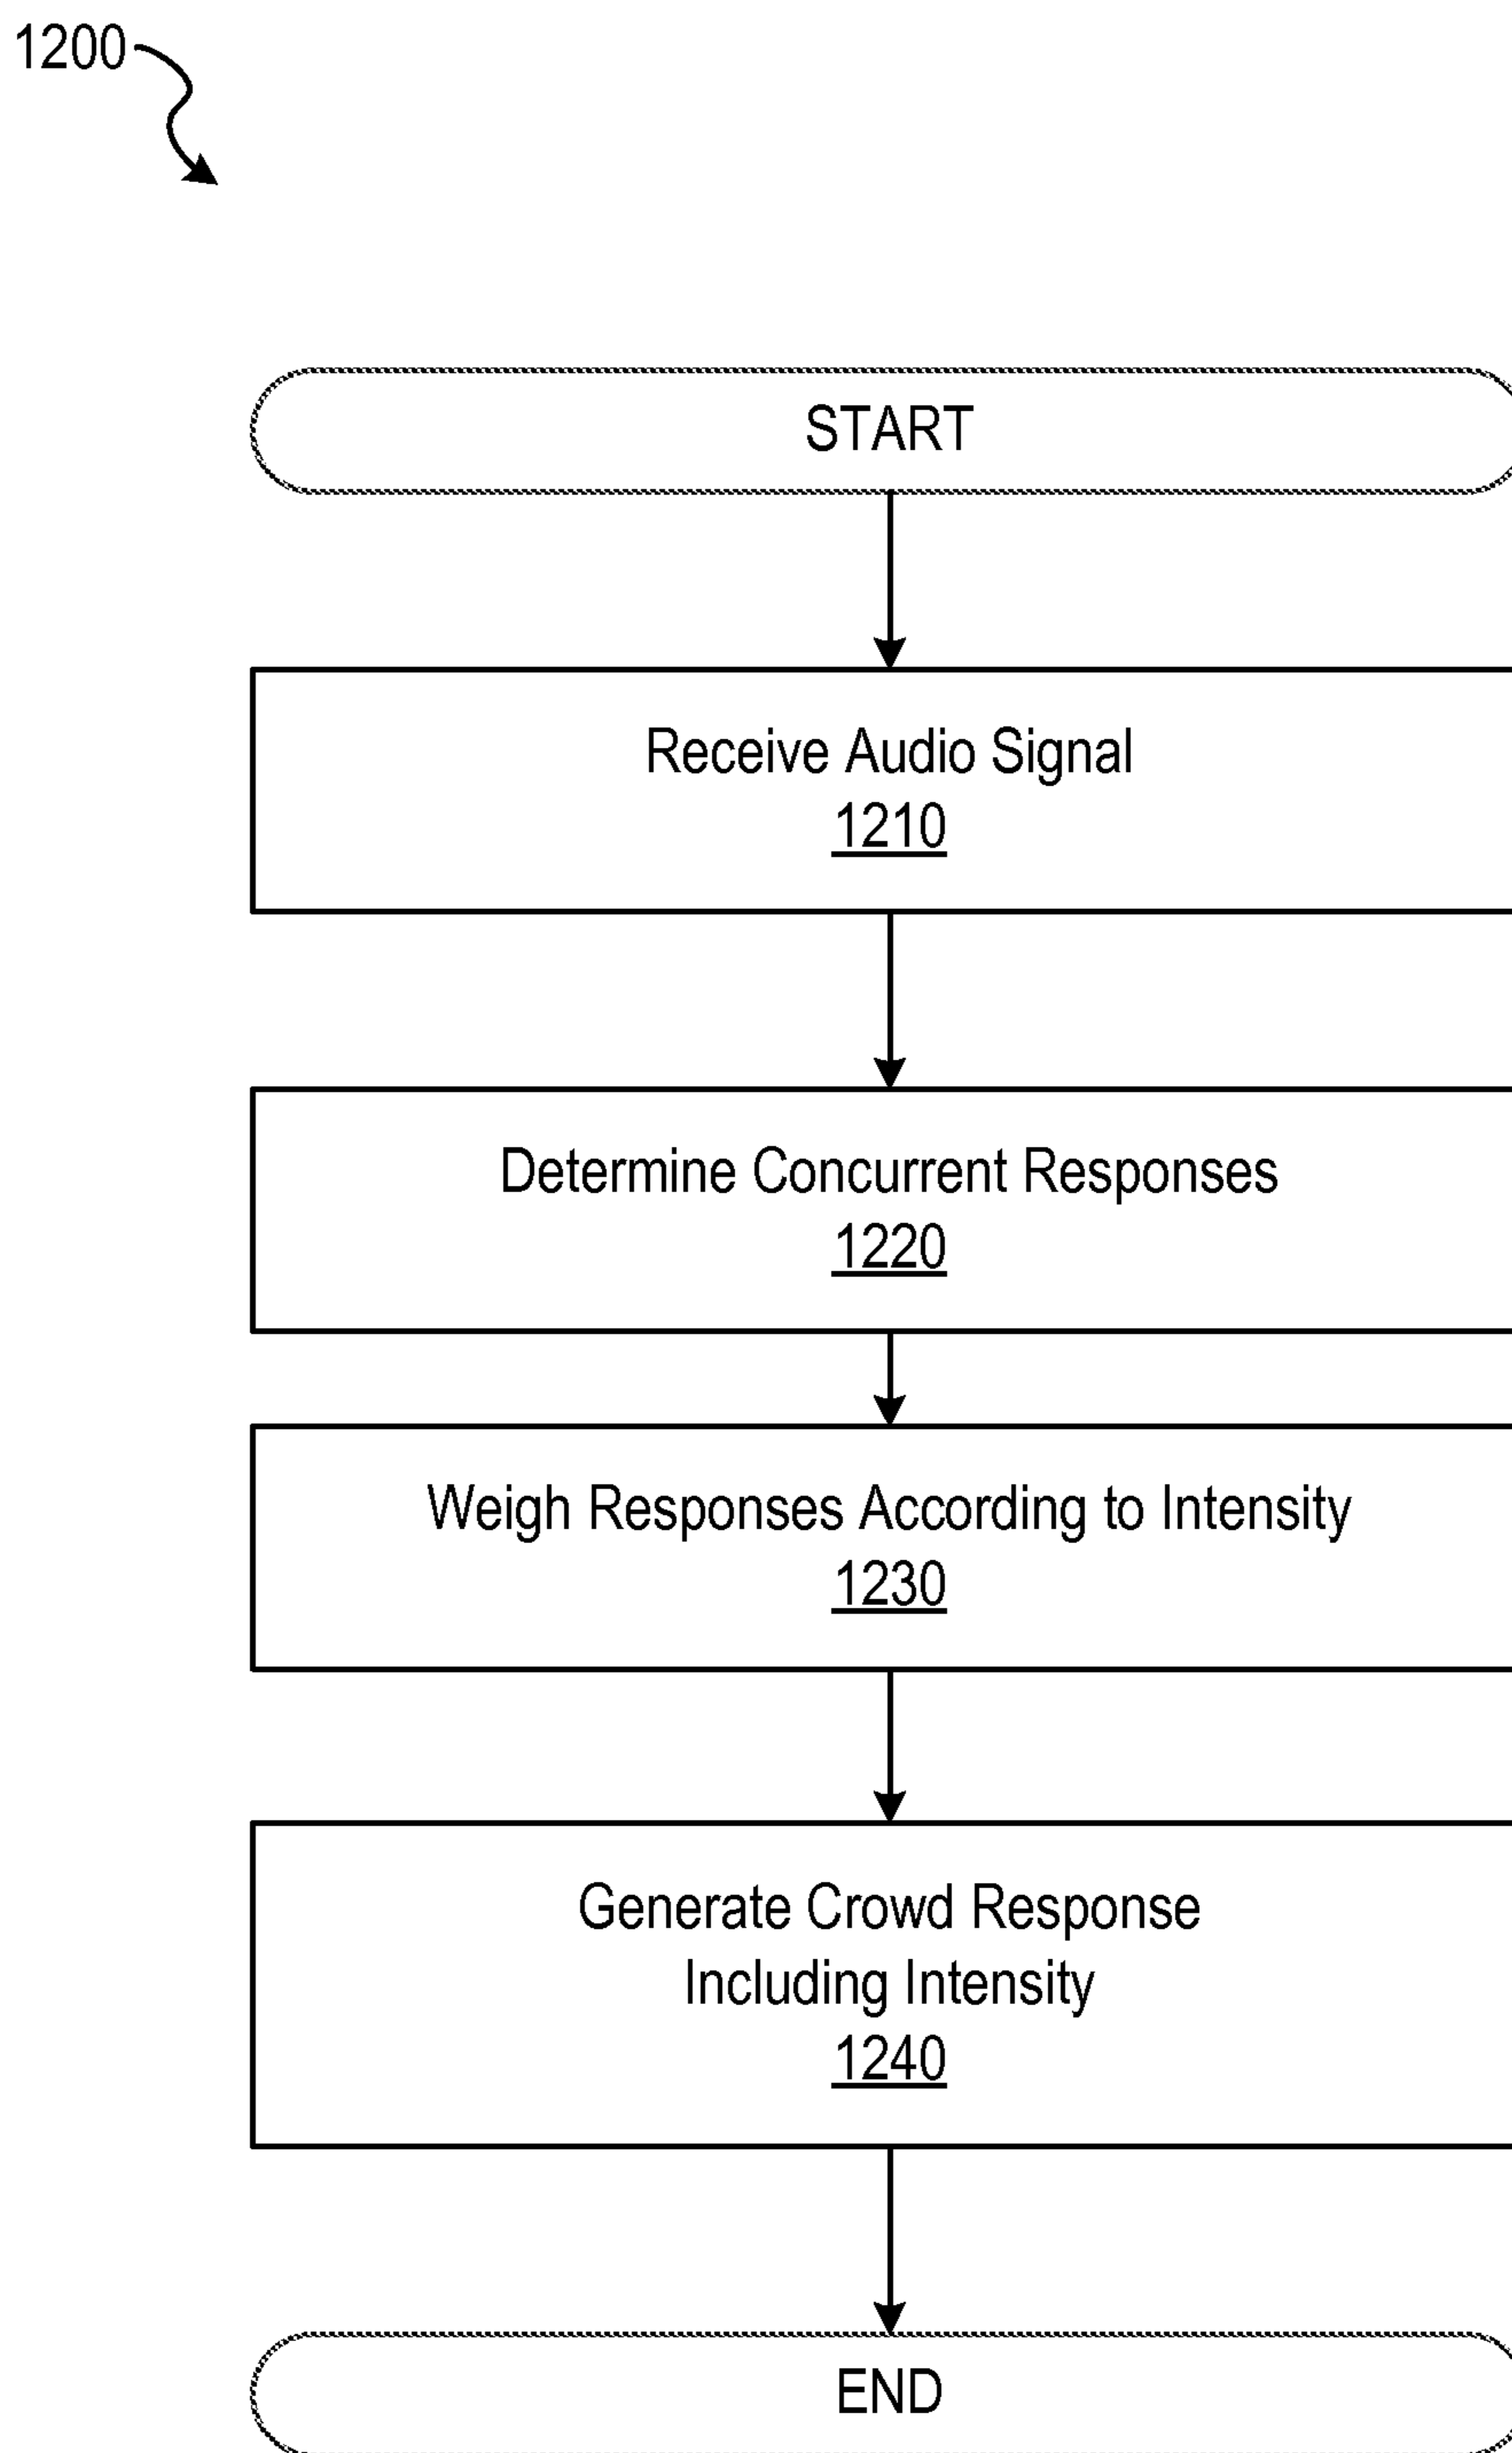 1200
START
Receive Audio Signal
1210
Determine Concurrent Responses
1220
Weigh Responses According to Intensity
1230
Generate Crowd Response
Including Intensity
1240
END